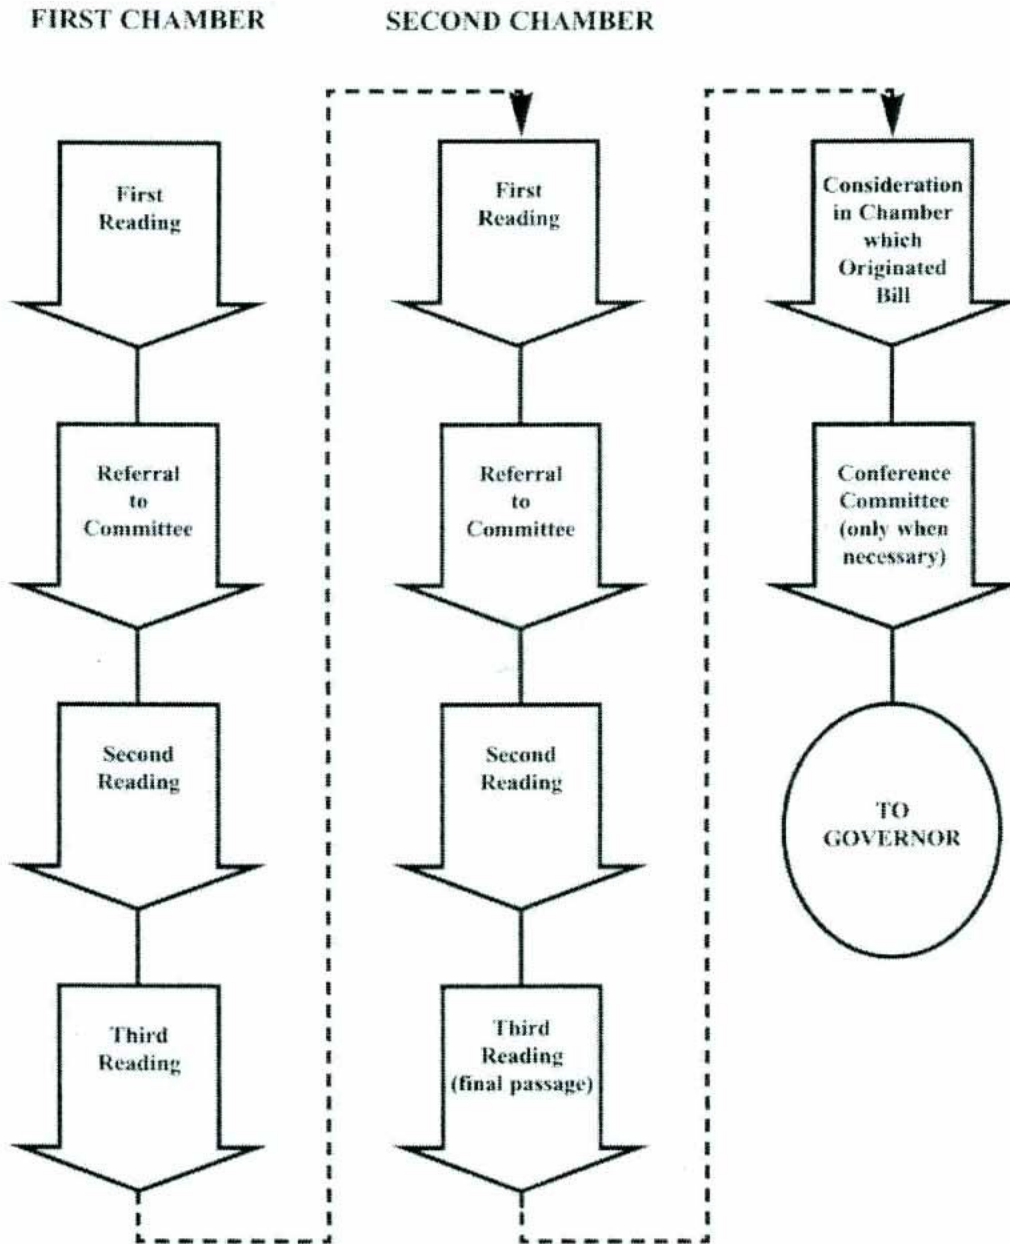 FIRST CHAMBER
First
Reading
Referral
to
Committee
Second
Reading
Third
Reading
SECOND CHAMBER
First
Reading
Referral
to
Committee
Second
Reading
Third
Reading
(final passage)
Consideration
in Chamber
which
Originated
Bill
Conference
Committee
(only when
necessary)
TO
GOVERNOR